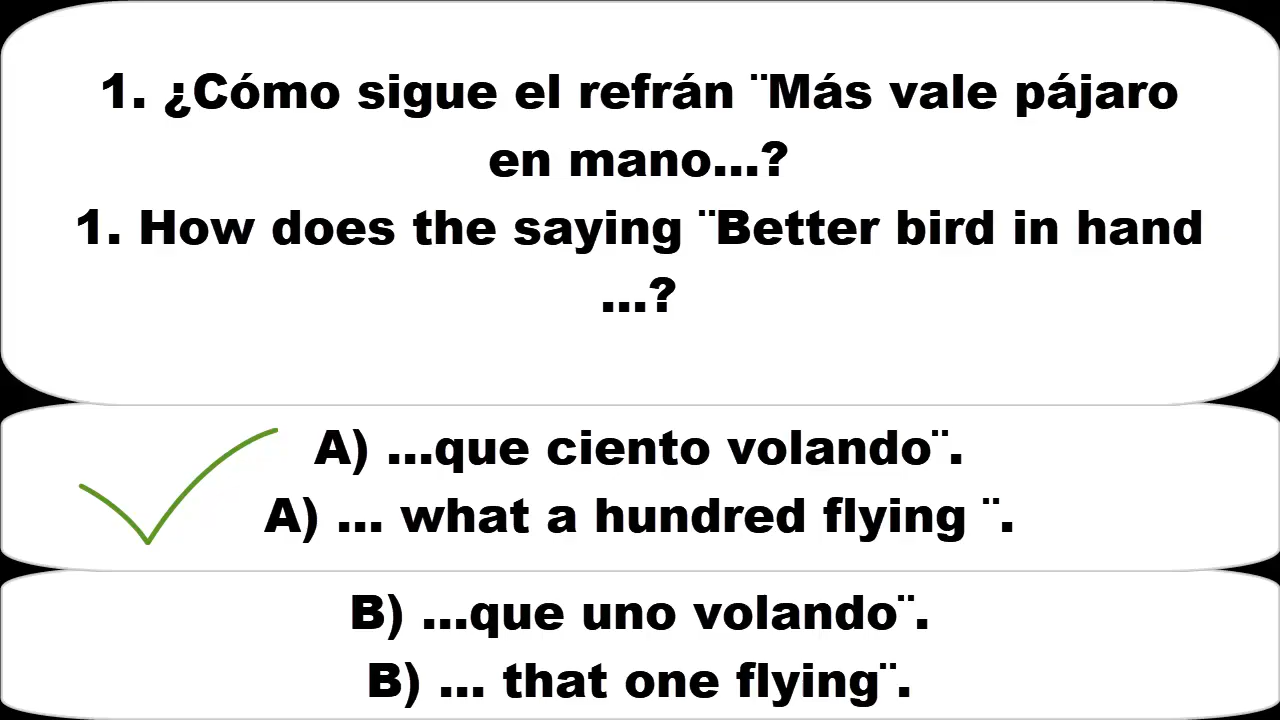 1. ¿Cómo sigue el refrán ¨Más vale pájaro
en mano...?
1. How does the saying ¨Better bird in hand
...?
A) ...que ciento volando¨.
A) ... what a hundred flying ¨.
B) ...que uno volando¨.
B) ... that one flying¨.